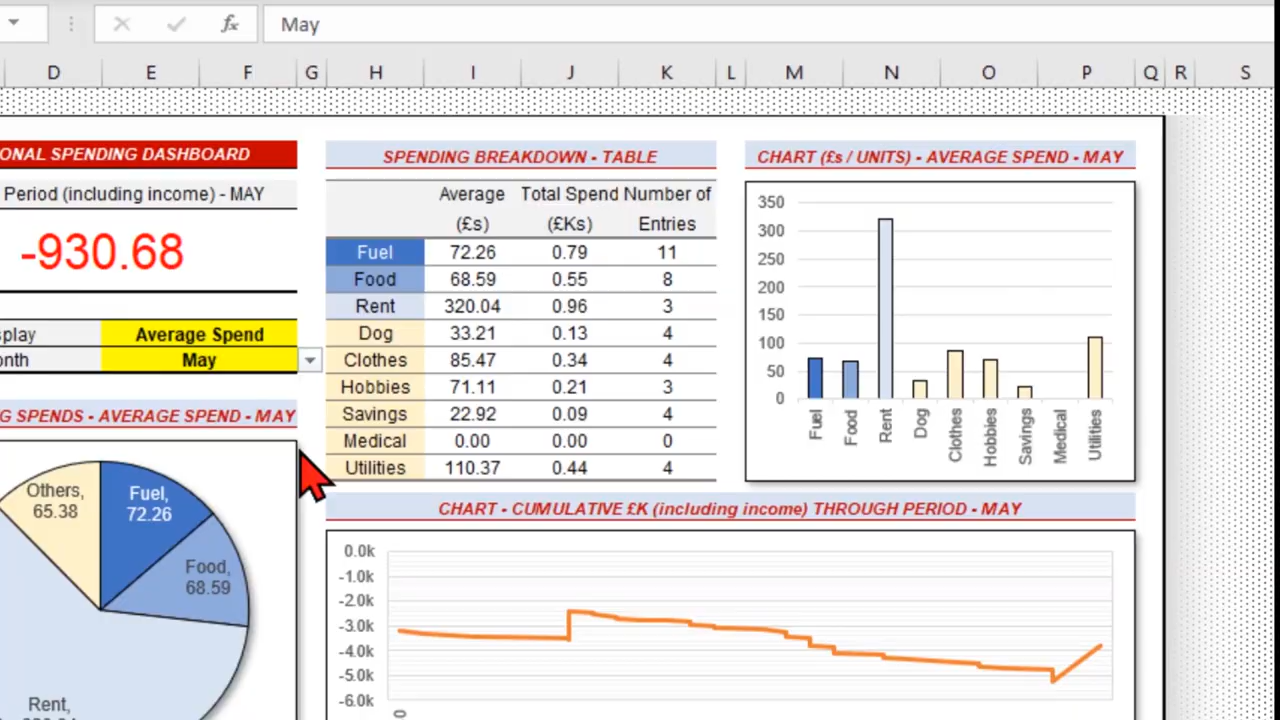 fx May
D E F G H I J K L M N O P Q R S
ONAL SPENDING DASHBOARD
Period (including income) - MAY
-930.68
splay Average Spend
onth May
G SPENDS - AVERAGE SPEND - MAY
Others, 65.38
Fuel, 72.26
Food, 68.59
Rent,
SPENDING BREAKDOWN - TABLE
Average Total Spend Number of
(£s) (£Ks) Entries
Fuel 72.26 0.79 11
Food 68.59 0.55 8
Rent 320.04 0.96 3
Dog 33.21 0.13 4
Clothes 85.47 0.34 4
Hobbies 71.11 0.21 3
Savings 22.92 0.09 4
Medical 0.00 0.00 0
Utilities 110.37 0.44 4
CHART (£s / UNITS) - AVERAGE SPEND - MAY
350
300
250
200
150
100
50
0
Fuel Food Rent Dog Clothes Hobbies Savings Medical Utilities
CHART - CUMULATIVE £K (including income) THROUGH PERIOD - MAY
0.0k
-1.0k
-2.0k
-3.0k
-4.0k
-5.0k
-6.0k
0